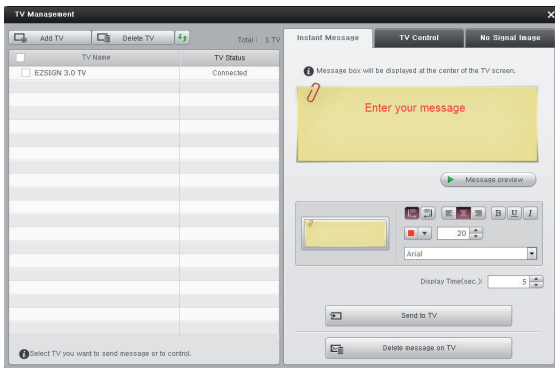 TV Management
Add TV
Delete TV
Total : 1 TV
TV Name
TV Status
EZSIGN 3.0 TV
Connected
Select TV you want to send message or to control.
Instant Message
TV Control
No Signal Image
Message box will be displayed at the center of the TV screen.
Enter your message
Message preview
B U I
20
Arial
Display Time(sec.):
5
Send to TV
Delete message on TV